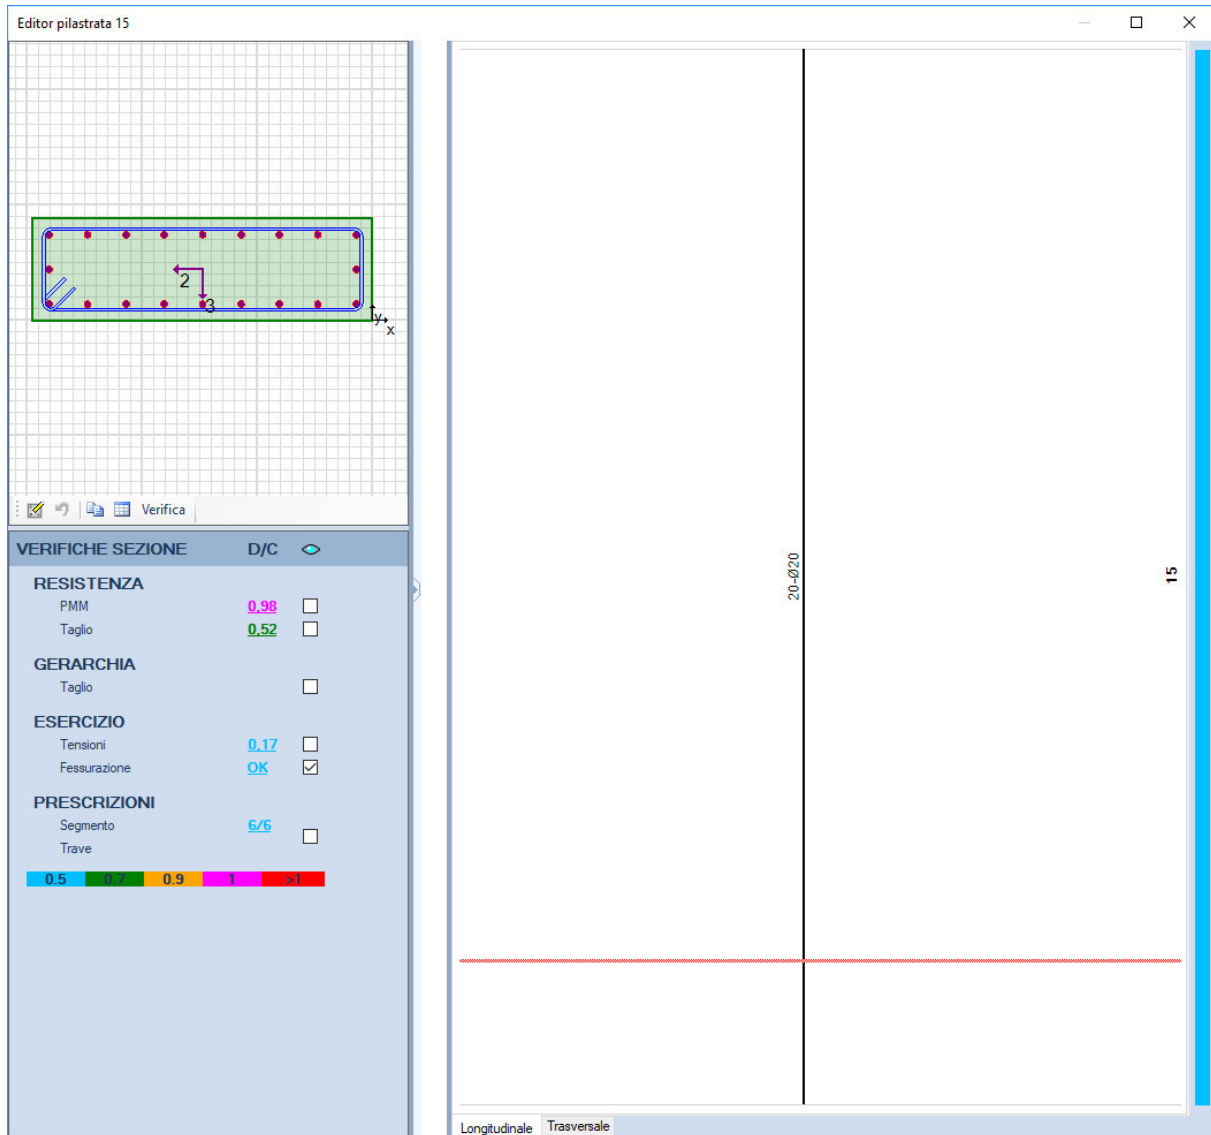 Editor pilastrata 15
2
3
y
x
Verifica
VERIFICHE SEZIONE D/C
RESISTENZA
PMM 0,98
Taglio 0,52
GERARCHIA
Taglio
ESERCIZIO
Tensioni 0,17
Fessurazione OK
PRESCRIZIONI
Segmento 6/6
Trave
0.5 0.7 0.9 1 >1
20-Ø20
15
Longitudinale Trasversale